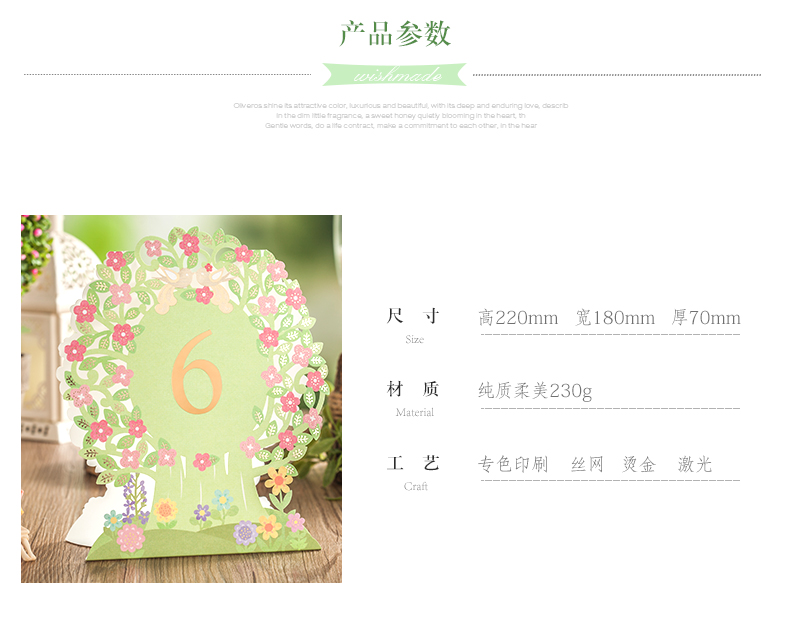 产品参数
wishmade
Oliveros shine its attractive color, luxurious and beautiful, with its deep and enduring love, describ
In the dim little fragrance, a sweet honey quietly blooming in the heart, th
Gentle words, do a life contract, make a commitment to each other, in the hear
6
尺 寸 高220mm 宽180mm 厚70mm
Size
材 质 纯质柔美230g
Material
工 艺 专色印刷 丝网 烫金 激光
Craft